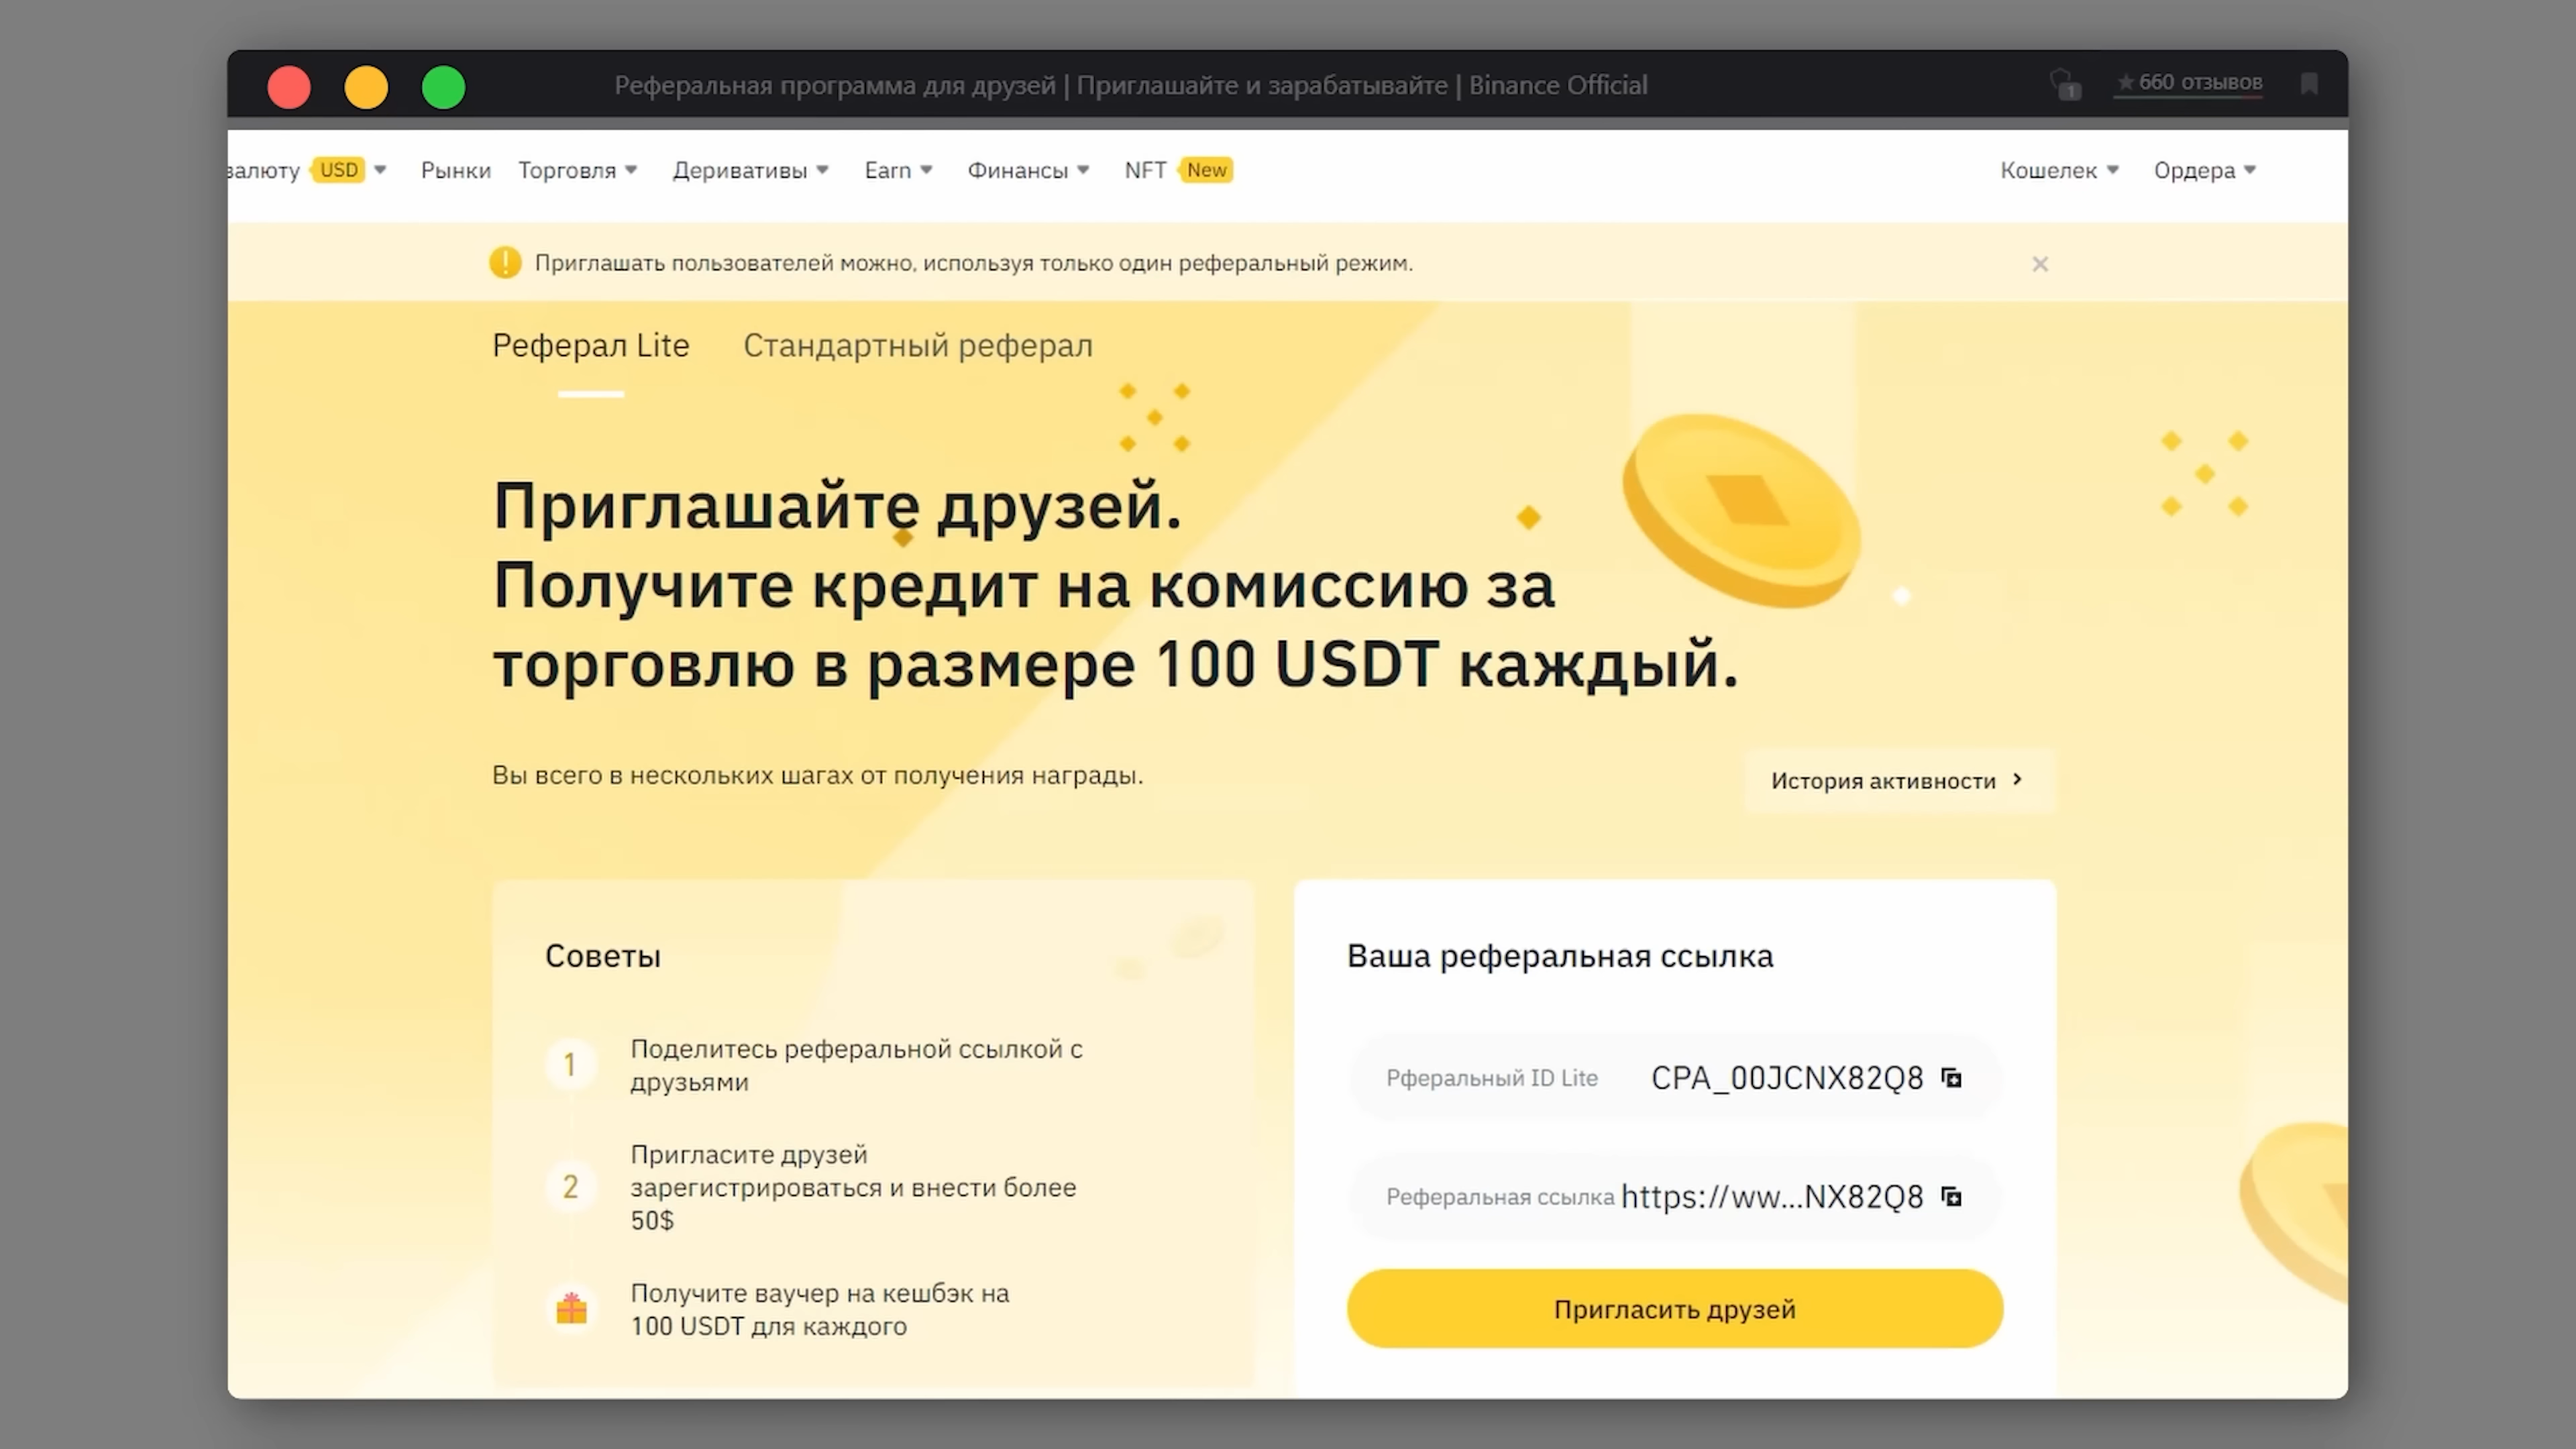 Реферальная программа для друзей | Приглашайте и зарабатывайте | Binance Official
1
★ 660 отзывов
валюту USD Рынки Торговля Деривативы Earn Финансы NFT New Кошелек Ордера
Приглашать пользователей можно, используя только один реферальный режим.
Реферал Lite Стандартный реферал
Приглашайте друзей.
Получите кредит на комиссию за
торговлю в размере 100 USDT каждый.
Вы всего в нескольких шагах от получения награды.
История активности
Советы
1
Поделитесь реферальной ссылкой с
друзьями
2
Пригласите друзей
зарегистрироваться и внести более
50$
Получите ваучер на кешбэк на
100 USDT для каждого
Ваша реферальная ссылка
Рферальный ID Lite CPA_00JCNX82Q8
Реферальная ссылка https://ww...NX82Q8
Пригласить друзей